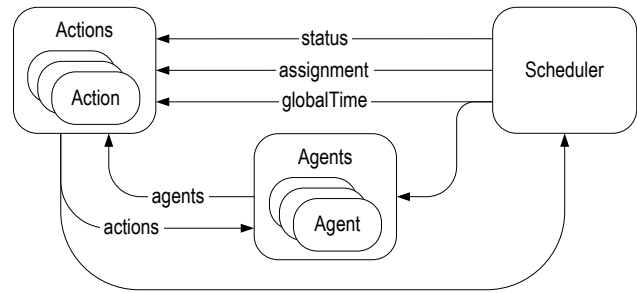 Actions
Action
status
assignment
globalTime
Scheduler
Agents
Agent
agents
actions